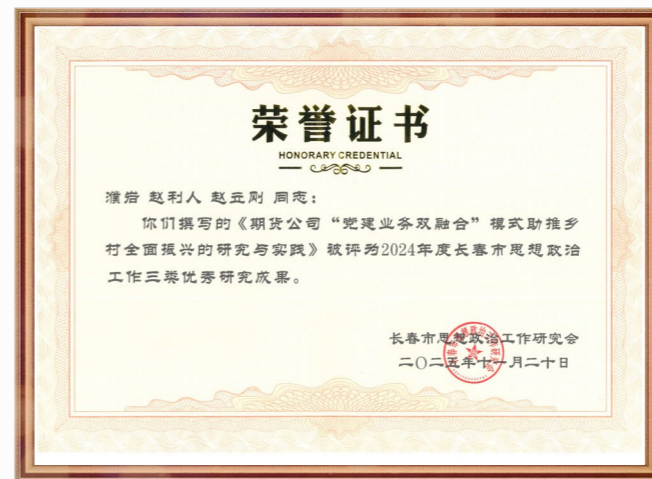 荣誉证书
HONORARY CREDENTIAL
濮岩 赵利人 赵立刚 同志：
你们撰写的《期货公司“党建业务双融合”模式助推乡
村全面振兴的研究与实践》被评为2024年度长春市思想政治
工作三类优秀研究成果。
长春市思想政治工作研究会
二〇二五年十一月二十日